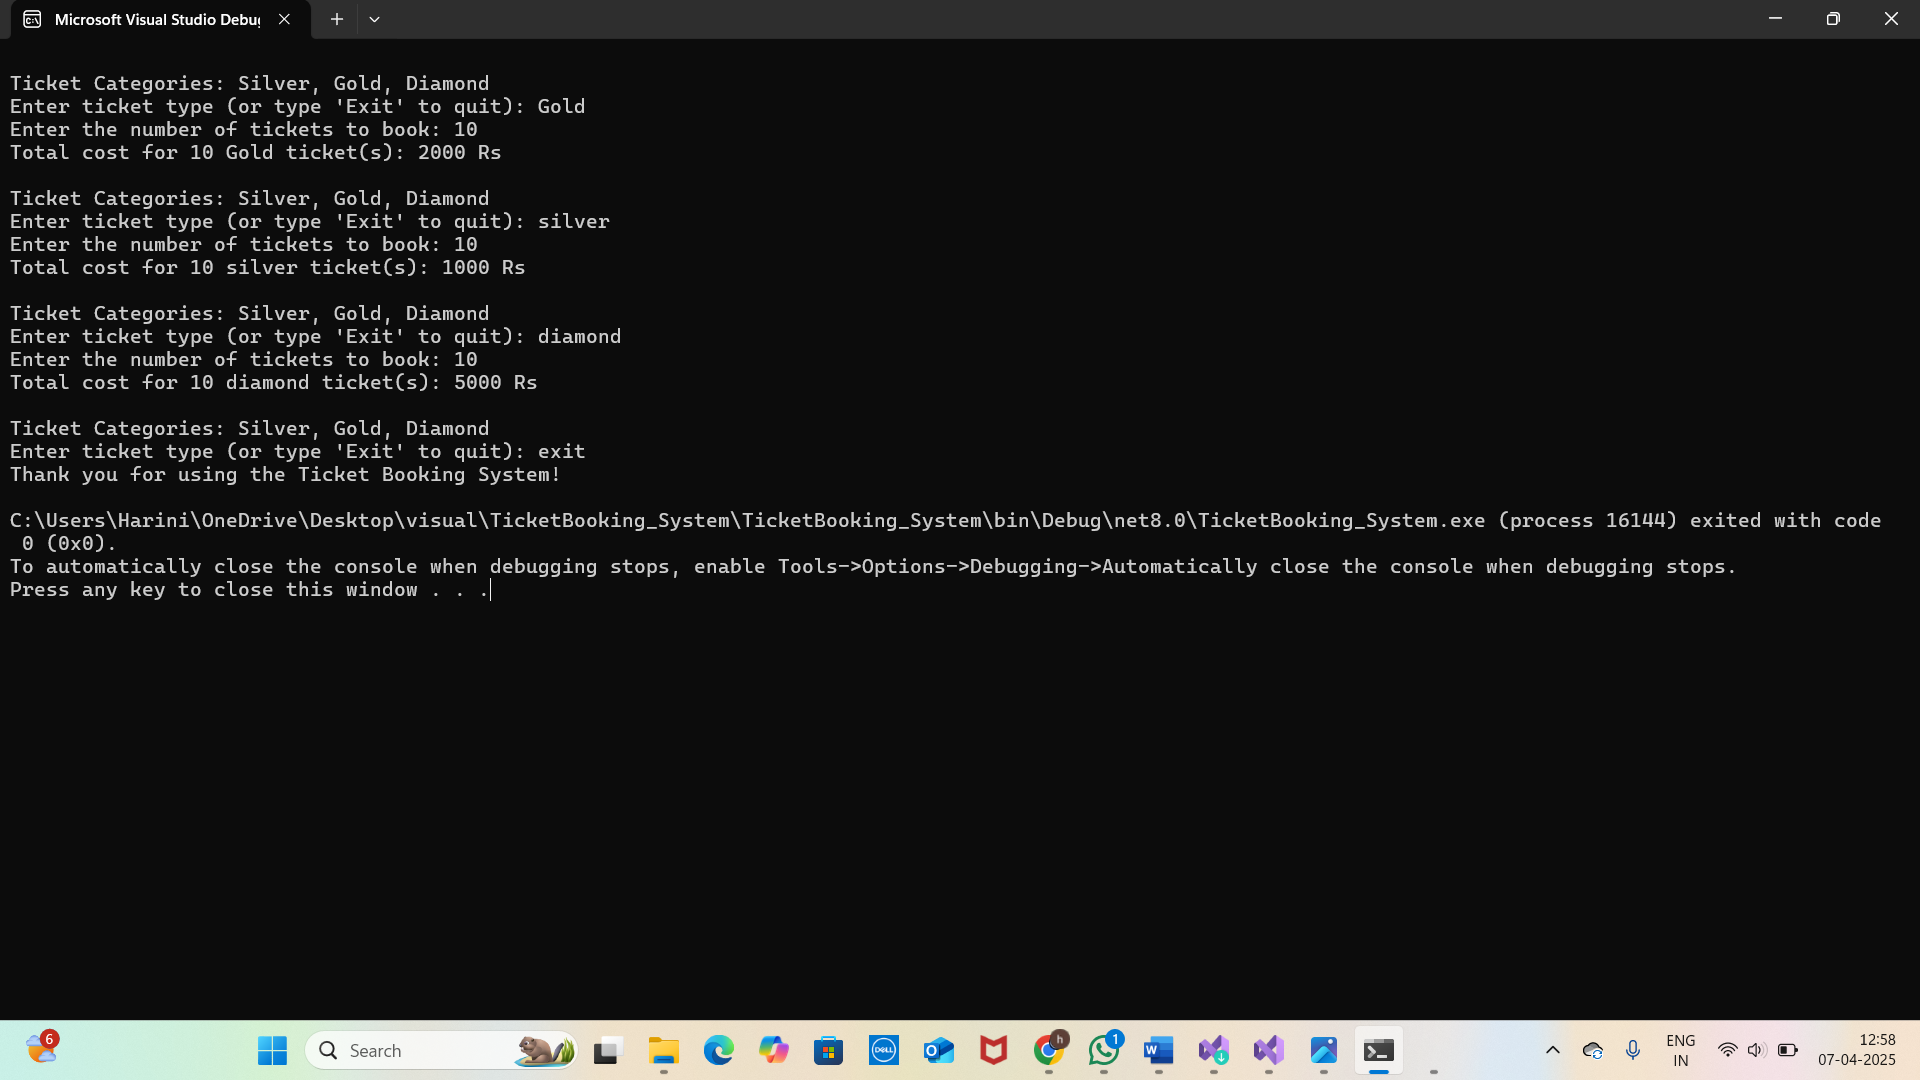 Microsoft Visual Studio Debug
Ticket Categories: Silver, Gold, Diamond
Enter ticket type (or type 'Exit' to quit): Gold
Enter the number of tickets to book: 10
Total cost for 10 Gold ticket(s): 2000 Rs
Ticket Categories: Silver, Gold, Diamond
Enter ticket type (or type 'Exit' to quit): silver
Enter the number of tickets to book: 10
Total cost for 10 silver ticket(s): 1000 Rs
Ticket Categories: Silver, Gold, Diamond
Enter ticket type (or type 'Exit' to quit): diamond
Enter the number of tickets to book: 10
Total cost for 10 diamond ticket(s): 5000 Rs
Ticket Categories: Silver, Gold, Diamond
Enter ticket type (or type 'Exit' to quit): exit
Thank you for using the Ticket Booking System!
C:\Users\Harini\OneDrive\Desktop\visual\TicketBooking_System\TicketBooking_System\bin\Debug\net8.0\TicketBooking_System.exe (process 16144) exited with code
0 (0x0).
To automatically close the console when debugging stops, enable Tools->Options->Debugging->Automatically close the console when debugging stops.
Press any key to close this window . . .
6
Search
DELL
h
1
ENG
IN
12:58
07-04-2025